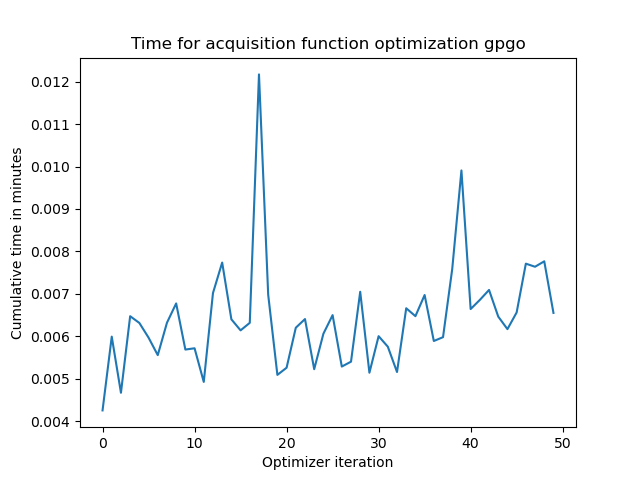 Time for acquisition function optimization gpgo
0.012
0.011
0.010
0.009
0.008
0.007
0.006
0.005
0.004
Cumulative time in minutes
0 10 20 30 40 50
Optimizer iteration